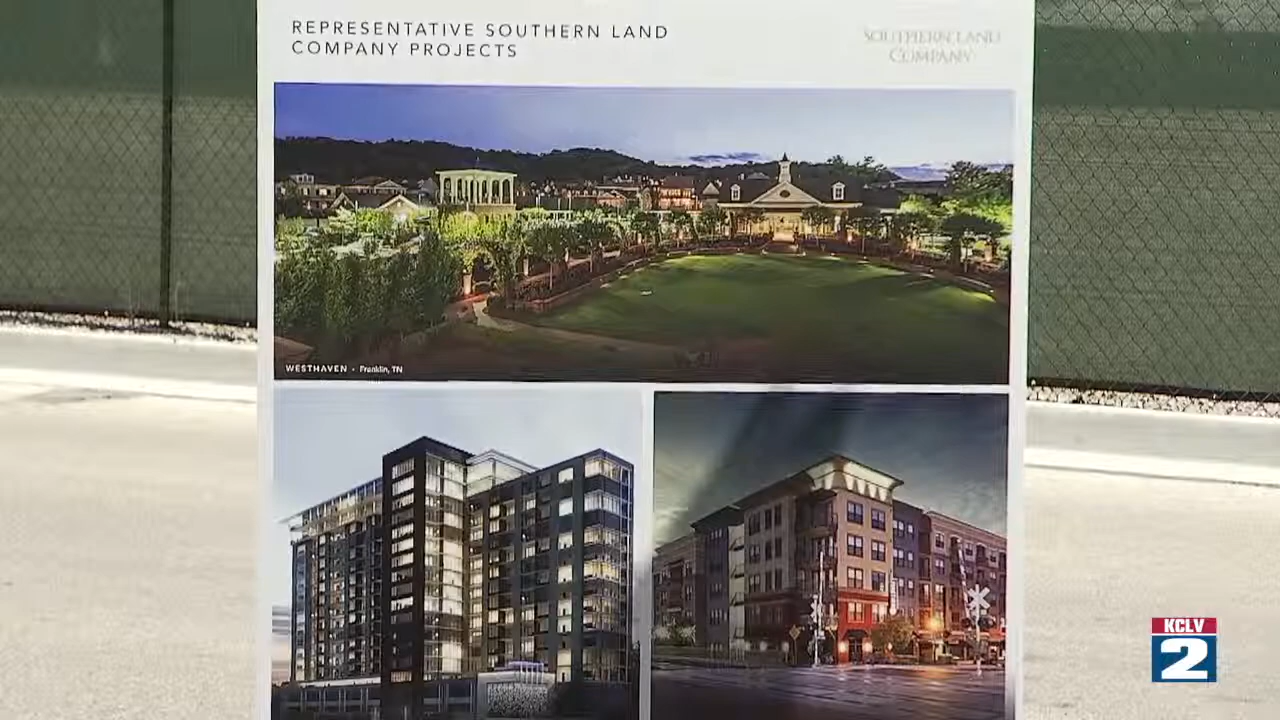 REPRESENTATIVE SOUTHERN LAND
COMPANY PROJECTS
SOUTHERN LAND
COMPANY
WESTHAVEN - Franklin, TN
KCLV
2